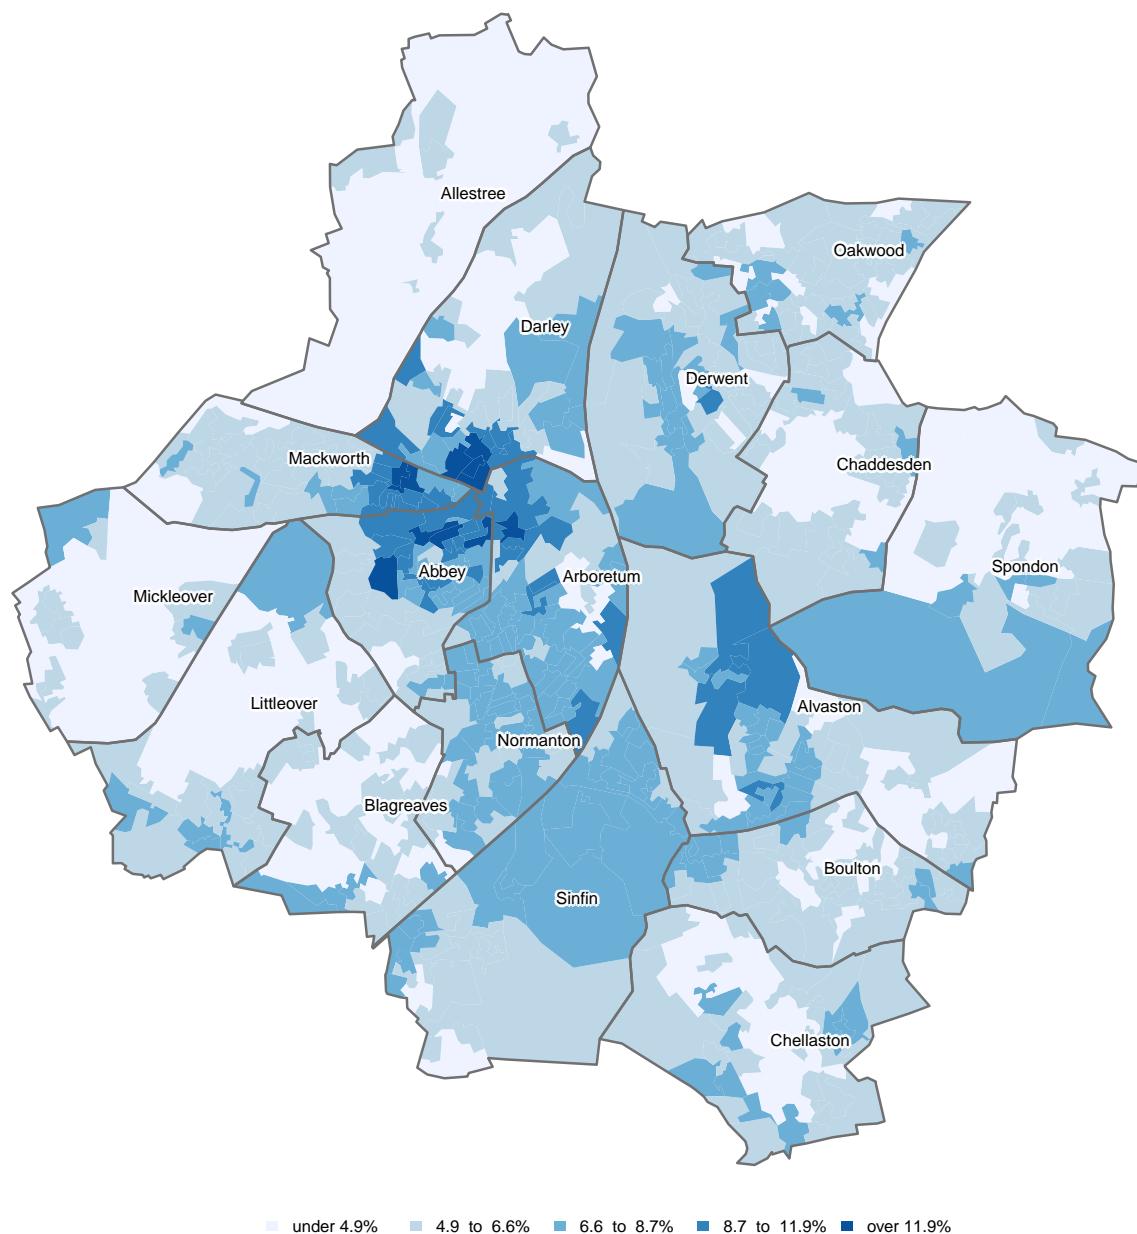 Allestree
Oakwood
Darley
Derwent
Mackworth
Chaddesden
Spondon
Abbey
Arboretum
Mickleover
Littleover
Alvaston
Normanton
Blagreaves
Boulton
Sinfin
Chellaston
under 4.9% 4.9 to 6.6% 6.6 to 8.7% 8.7 to 11.9% over 11.9%